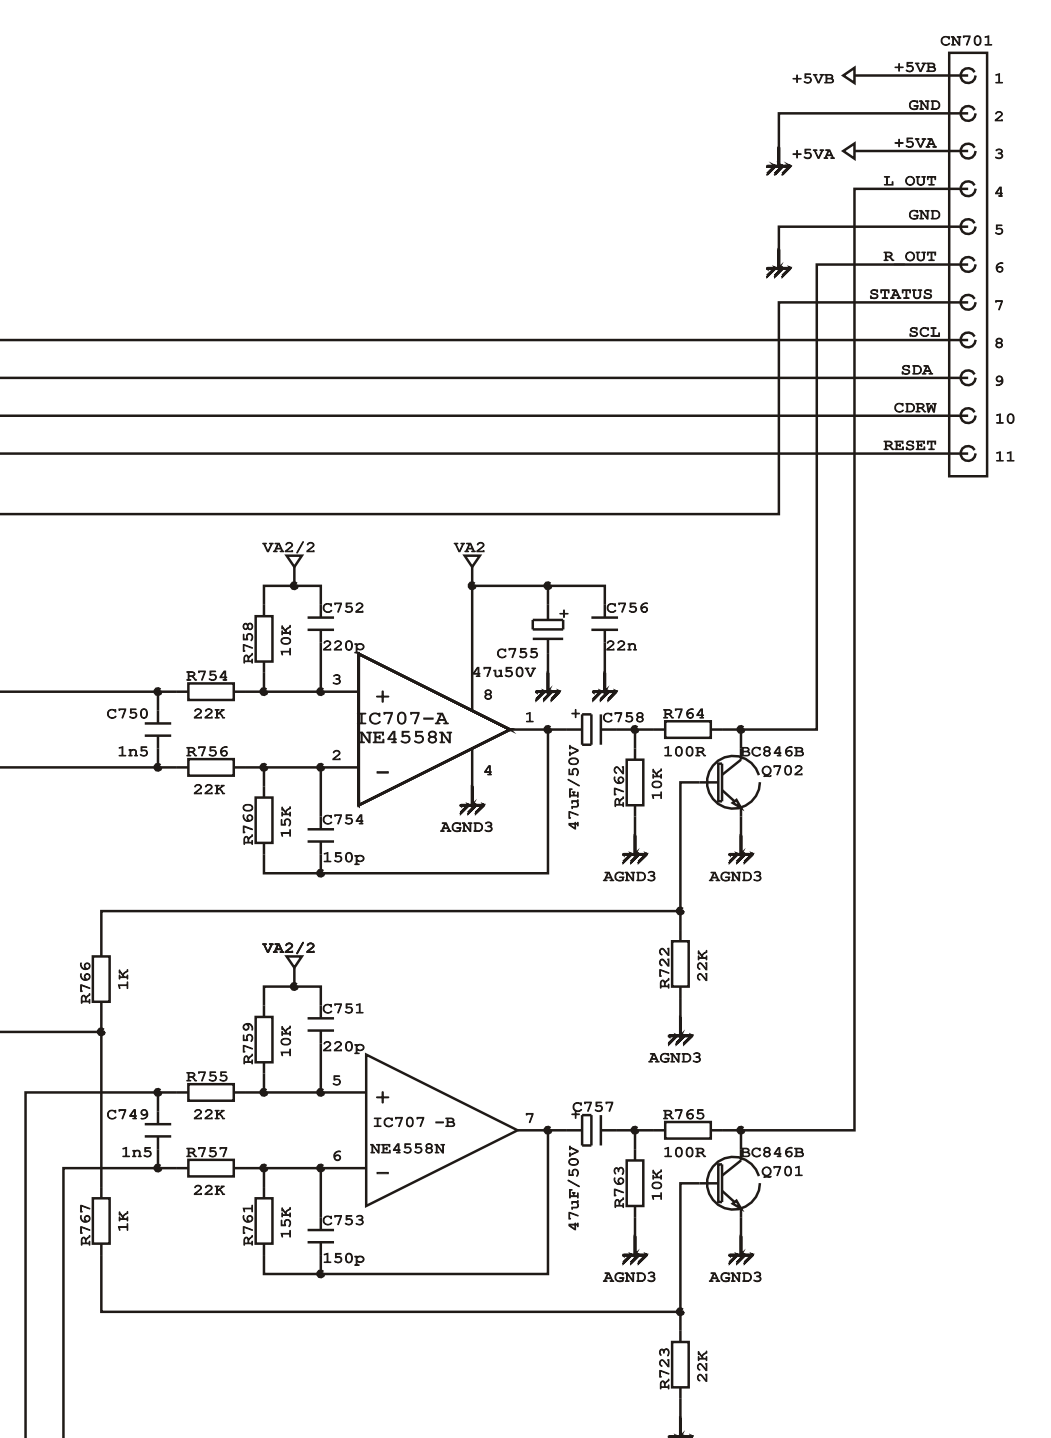 CN701
+5VB +5VB 1
GND 2
+5VA +5VA 3
L OUT 4
GND 5
R OUT 6
STATUS 7
SCL 8
SDA 9
CDRW 10
RESET 11
VA2/2 VA2
C752 C756
R758 10K
220p C755 22n
47u50V
+
R754 3 8
22K
C750
1n5
+
IC707-A
NE4558N
1
+ C758 R764
100R
BC846B
Q702
R756 2
22K
−
4
AGND3
47uF/50V
R762 10K
R760 15K
C754
150p
AGND3 AGND3
R766 1K
VA2/2
R722 22K
AGND3
C751
R759 10K
220p
R755 5
22K
C749
1n5
+
IC707 -B
NE4558N
7
C757
+
R765
100R
BC846B
Q701
R757 6
22K
−
47uF/50V
R763 10K
R767 1K
R761 15K
C753
150p
AGND3 AGND3
R723 22K